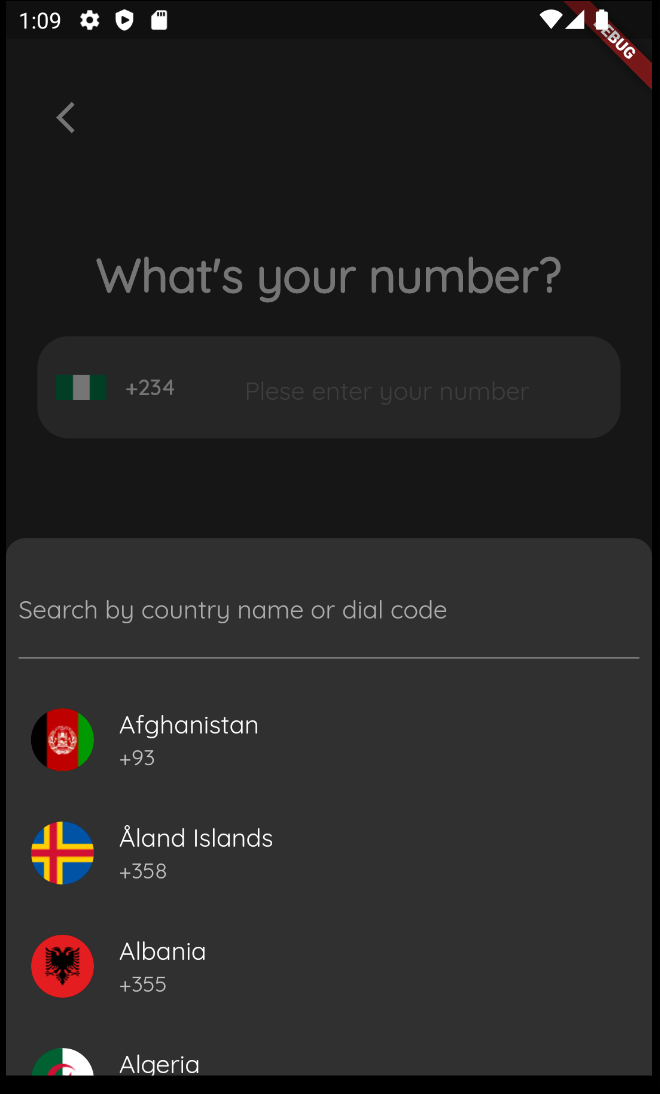 1:09
DEBUG
What's your number?
+234
Plese enter your number
Search by country name or dial code
Afghanistan
+93
Åland Islands
+358
Albania
+355
Algeria